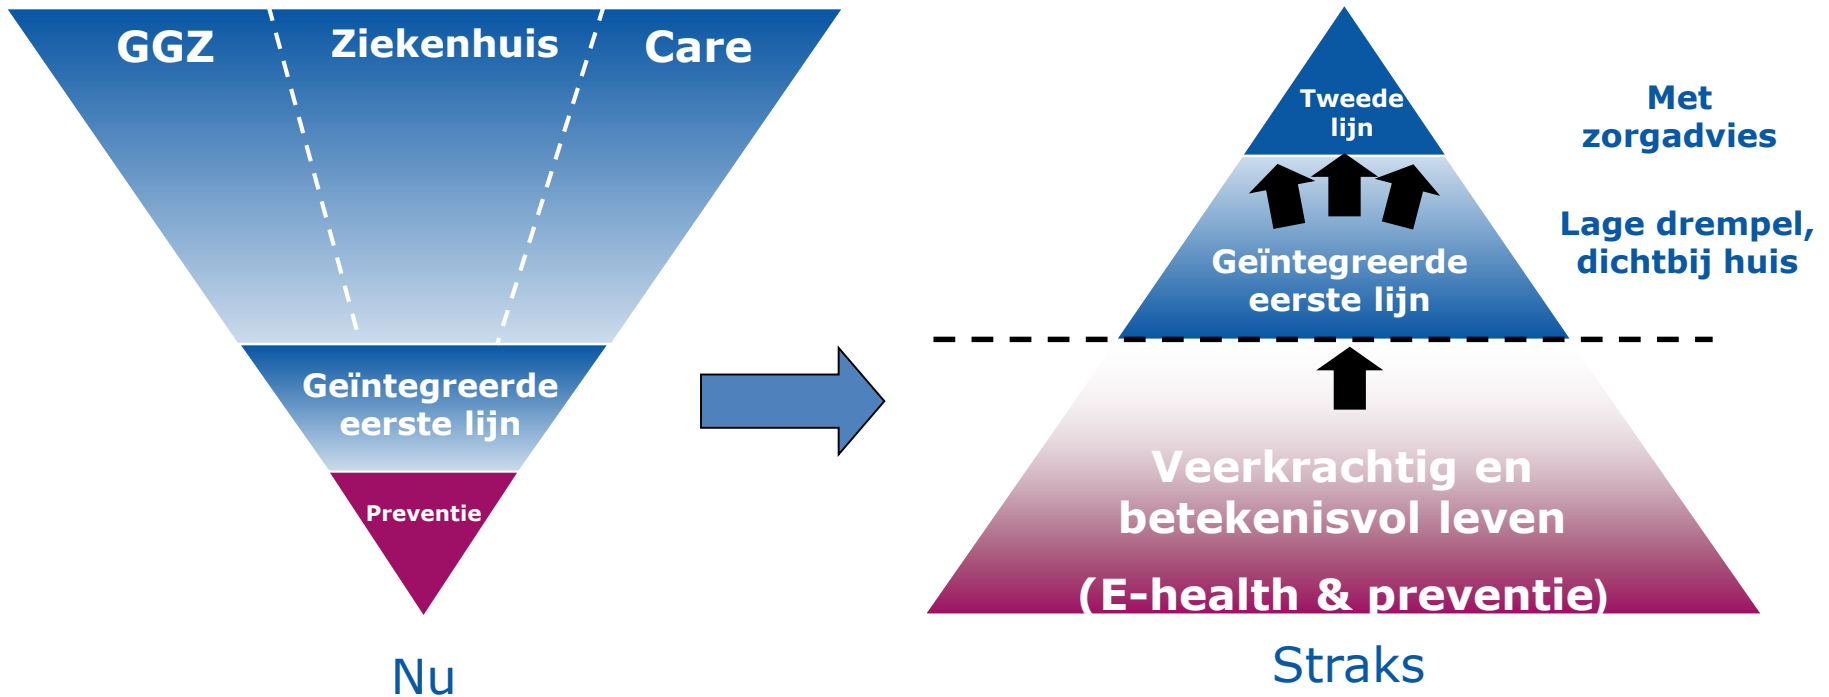 GGZ
Ziekenhuis
Care
Geïntegreerde
eerste lijn
Preventie
Nu
Tweede
lijn
Met
zorgadvies
Geïntegreerde
eerste lijn
Lage drempel,
dichtbij huis
Veerkrachtig en
betekenisvol leven
(E-health & preventie)
Straks